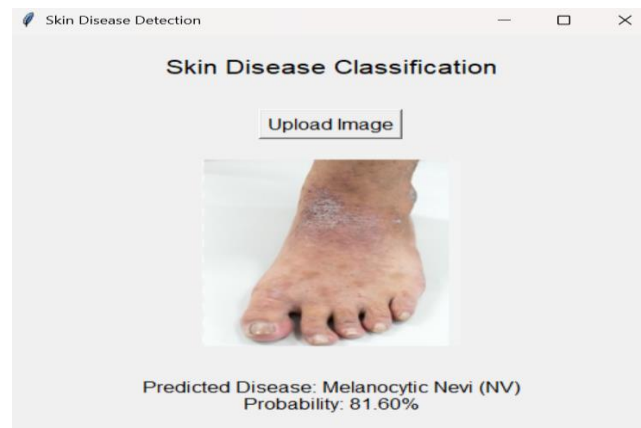 Skin Disease Detection
Skin Disease Classification
Upload Image
Predicted Disease: Melanocytic Nevi (NV)
Probability: 81.60%